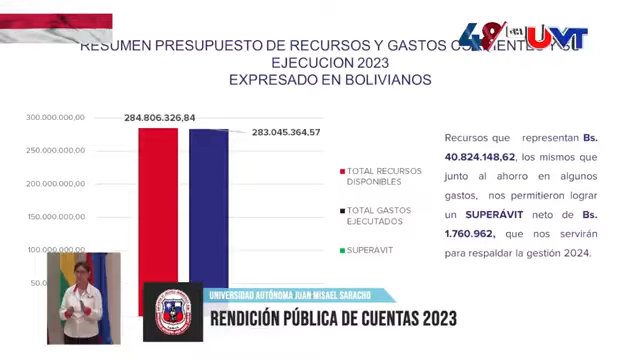 RESUMEN PRESUPUESTO DE RECURSOS Y GASTOS
EJECUCION 2023
EXPRESADO EN BOLIVIANOS
UMT
300.000.000,00
284.806.326,84
283.045.364,57
250.000.000,00
200.000.000,00
150.000.000,00
100.000.000,00
TOTAL RECURSOS
DISPONIBLES
TOTAL GASTOS
EJECUTADOS
SUPERAVIT
Recursos que representan Bs.
40.824.148,62, los mismos que
junto al ahorro en algunos
gastos, nos permitieron lograr
un SUPERÁVIT neto de Bs.
1.760.962, que nos servirán
para respaldar la gestión 2024.
UNIVERSIDAD AUTÓNOMA JUAN MISAEL SARACHO
RENDICIÓN PÚBLICA DE CUENTAS 2023